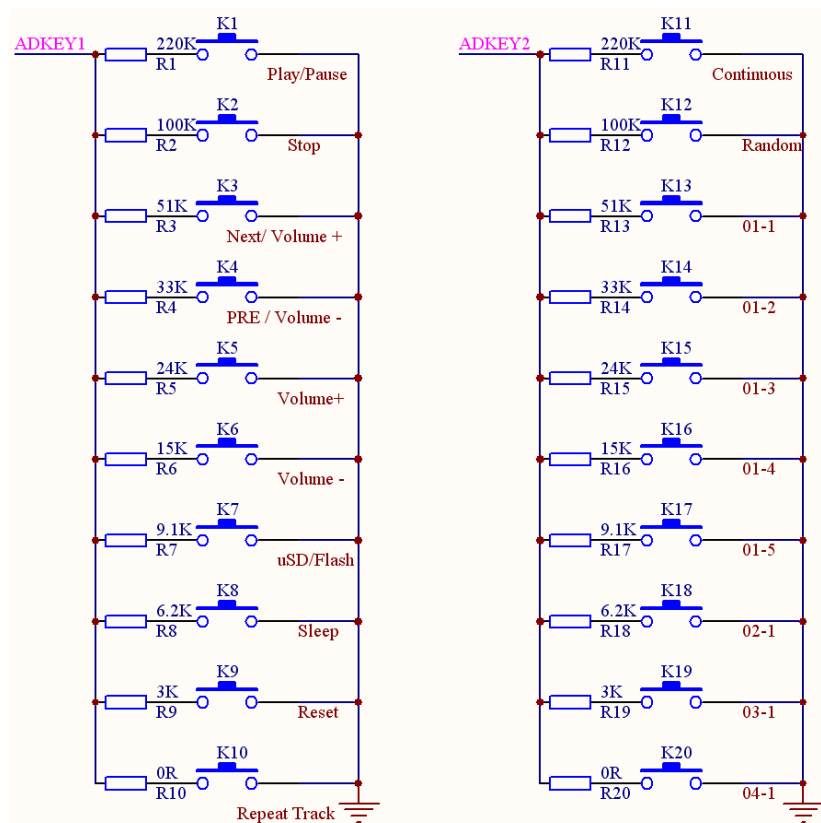 ADKEY1
K1
220K
R1
Play/Pause
K2
100K
R2
Stop
K3
51K
R3
Next/ Volume +
K4
33K
R4
PRE / Volume -
K5
24K
R5
Volume+
K6
15K
R6
Volume -
K7
9.1K
R7
uSD/Flash
K8
6.2K
R8
Sleep
K9
3K
R9
Reset
K10
0R
R10
Repeat Track
ADKEY2
K11
220K
R11
Continuous
K12
100K
R12
Random
K13
51K
R13
01-1
K14
33K
R14
01-2
K15
24K
R15
01-3
K16
15K
R16
01-4
K17
9.1K
R17
01-5
K18
6.2K
R18
02-1
K19
3K
R19
03-1
K20
0R
R20
04-1